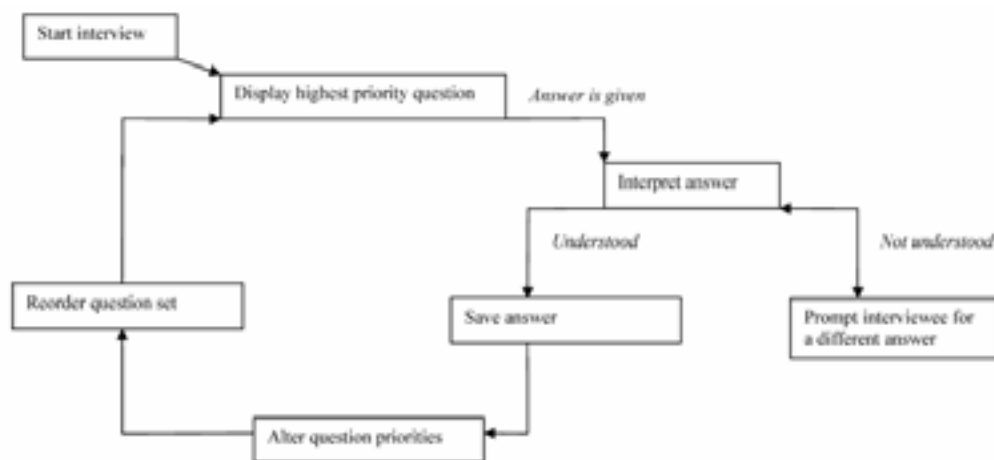 Start interview
Display highest priority question
Answer is given
Interpret answer
Understood
Not understood
Reorder question set
Save answer
Prompt interviewee for
a different answer
Alter question priorities